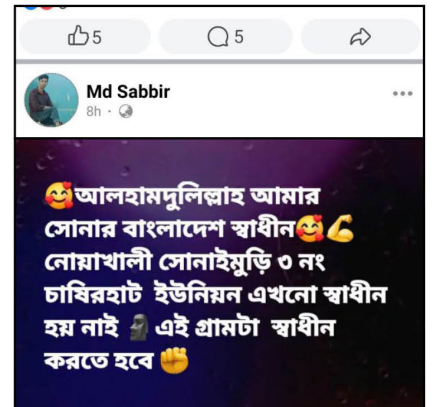 5 5
Md Sabbir
8h ·
🥰আলহামদুলিল্লাহ আমার
সোনার বাংলাদেশ স্বাধীন🥰💪
নোয়াখালী সোনাইমুড়ি ৩ নং
চাষিরহাট ইউনিয়ন এখনো স্বাধীন
হয় নাই 🗿 এই গ্রামটা স্বাধীন
করতে হবে ✊